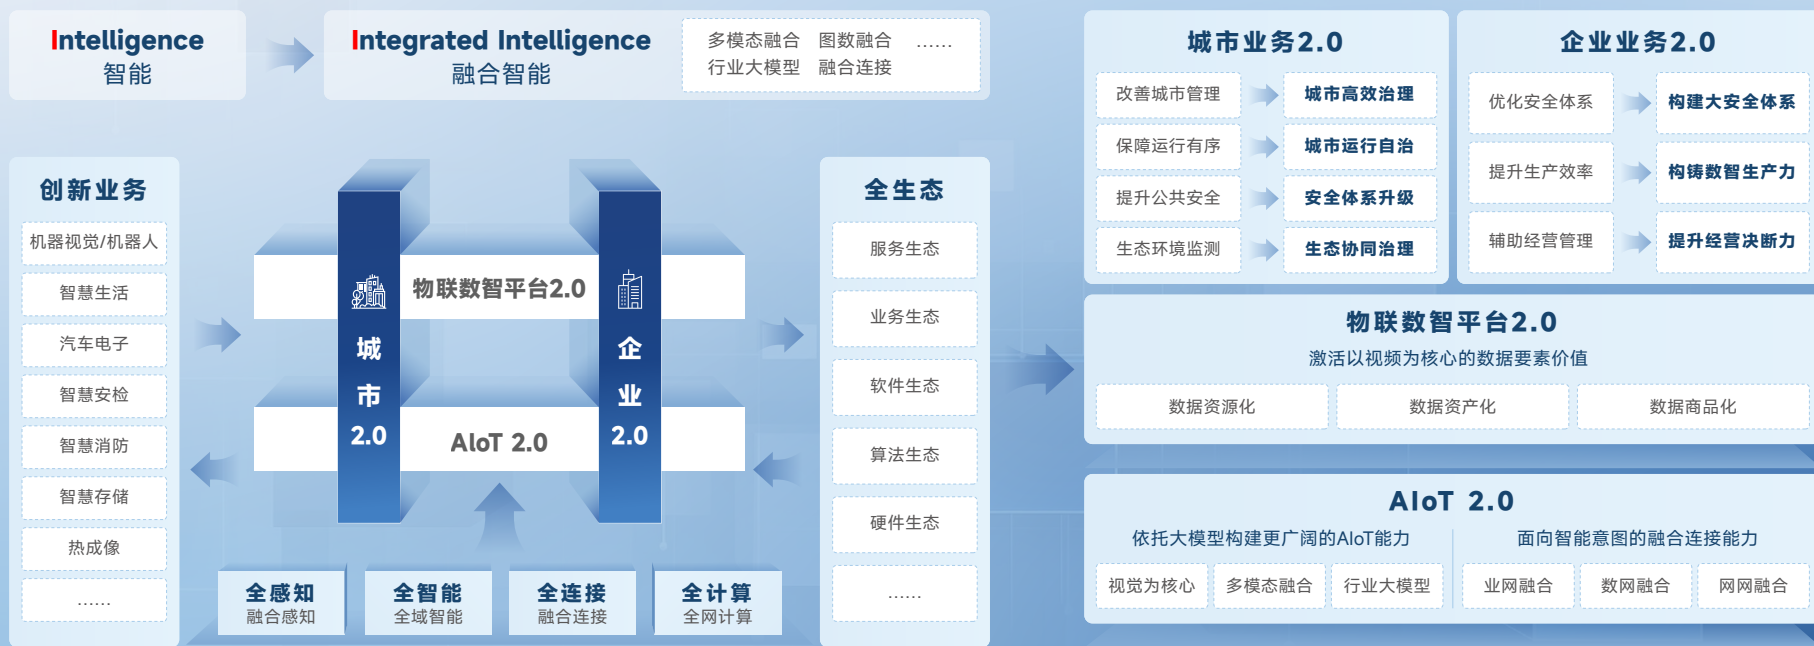 Intelligence
智能
Integrated Intelligence
融合智能
多模态融合 图数融合 ……
行业大模型 融合连接
创新业务
机器视觉/机器人
智慧生活
汽车电子
智慧安检
智慧消防
智慧存储
热成像
……
物联数智平台2.0
AIoT 2.0
城市2.0
企业2.0
全感知
融合感知
全智能
全域智能
全连接
融合连接
全计算
全网计算
全生态
服务生态
业务生态
软件生态
算法生态
硬件生态
……
城市业务2.0
改善城市管理
城市高效治理
保障运行有序
城市运行自治
提升公共安全
安全体系升级
生态环境监测
生态协同治理
企业业务2.0
优化安全体系
构建大安全体系
提升生产效率
构铸数智生产力
辅助经营管理
提升经营决断力
物联数智平台2.0
激活以视频为核心的数据要素价值
数据资源化
数据资产化
数据商品化
AIoT 2.0
依托大模型构建更广阔的AIoT能力
视觉为核心
多模态融合
行业大模型
面向智能意图的融合连接能力
业网融合
数网融合
网网融合